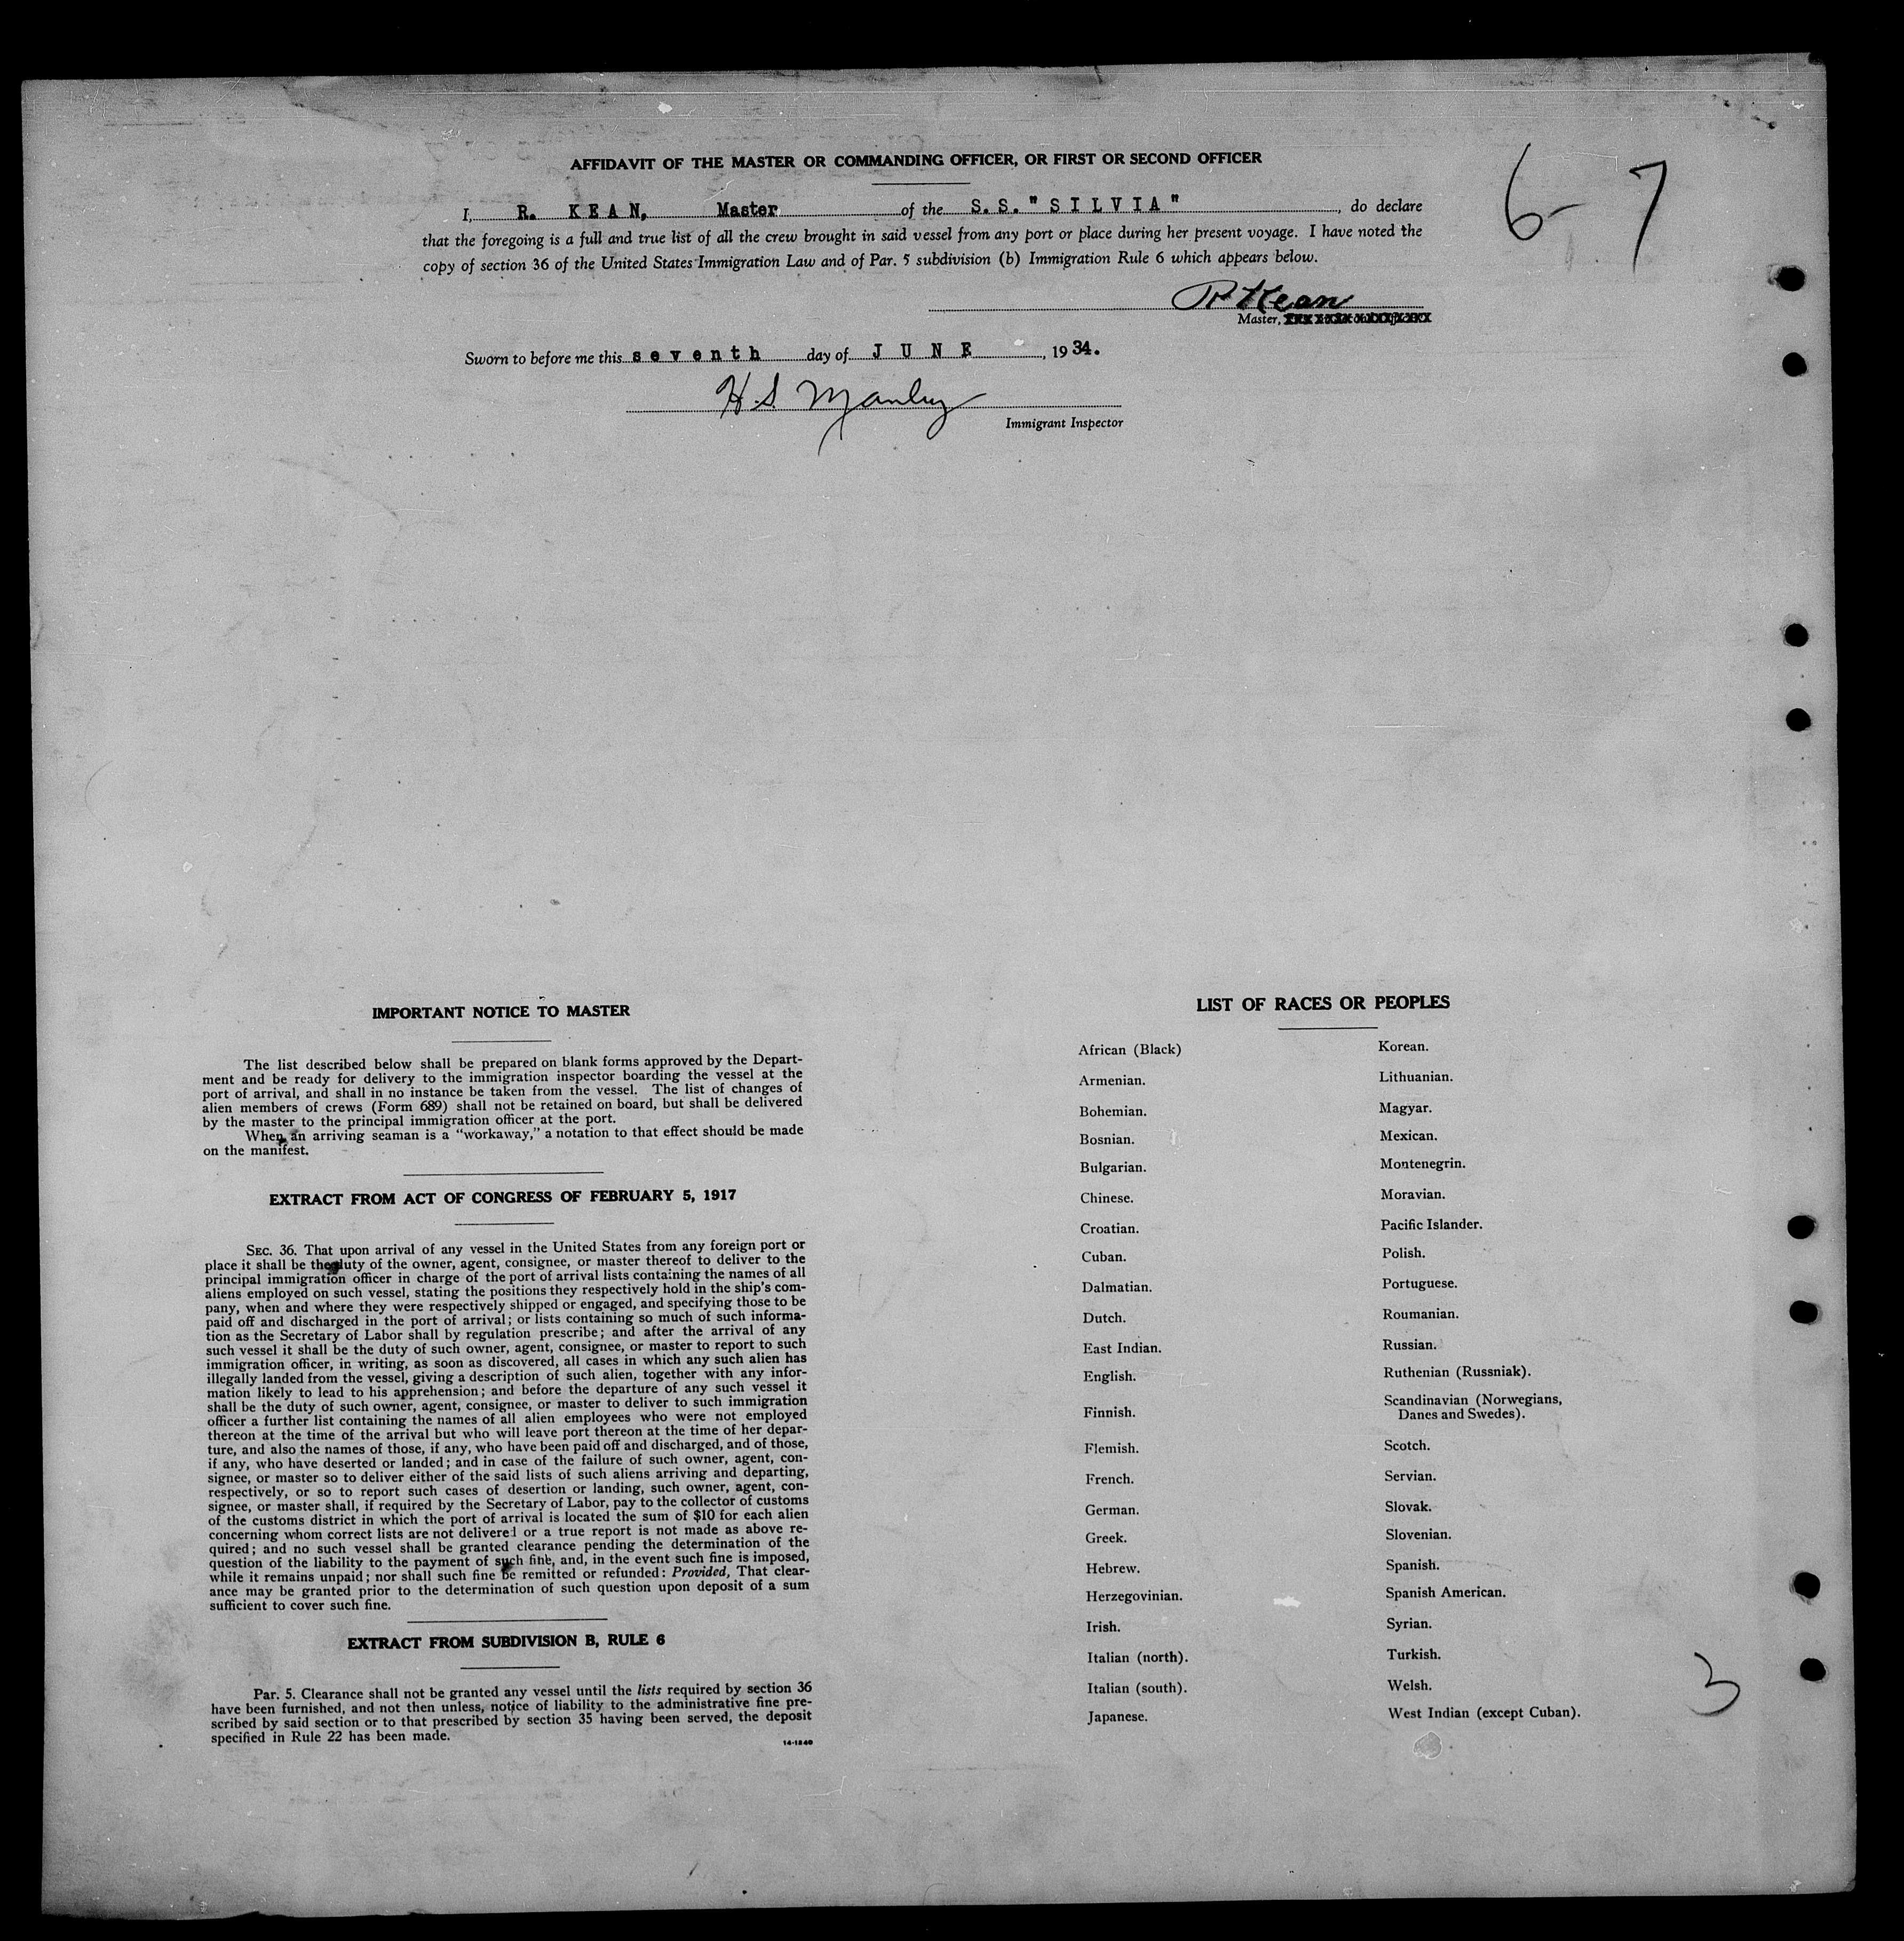 AFFIDAVIT OF THE MASTER OR COMMANDING OFFICER, OR FIRST OR SECOND OFFICER
6-7
I, R. KEAN, Master of the S.S. "SILVIA", do declare
that the foregoing is a full and true list of all the crew brought in said vessel from any port or place during her present voyage. I have noted the
copy of section 36 of the United States Immigration Law and of Par. 5 subdivision (b) Immigration Rule 6 which appears below.
R Kean
Master,
Sworn to before me this seventh day of JUNE, 1934.
H.S. Manley
Immigrant Inspector
IMPORTANT NOTICE TO MASTER
The list described below shall be prepared on blank forms approved by the Depart-
ment and be ready for delivery to the immigration inspector boarding the vessel at the
port of arrival, and shall in no instance be taken from the vessel. The list of changes of
alien members of crews (Form 689) shall not be retained on board, but shall be delivered
by the master to the principal immigration officer at the port.
When an arriving seaman is a "workaway," a notation to that effect should be made
on the manifest.
EXTRACT FROM ACT OF CONGRESS OF FEBRUARY 5, 1917
SEC. 36. That upon arrival of any vessel in the United States from any foreign port or
place it shall be the duty of the owner, agent, consignee, or master thereof to deliver to the
principal immigration officer in charge of the port of arrival lists containing the names of all
aliens employed on such vessel, stating the positions they respectively hold in the ship's com-
pany, when and where they were respectively shipped or engaged, and specifying those to be
paid off and discharged in the port of arrival; or lists containing so much of such informa-
tion as the Secretary of Labor shall by regulation prescribe; and after the arrival of any
such vessel it shall be the duty of such owner, agent, consignee, or master to report to such
immigration officer, in writing, as soon as discovered, all cases in which any such alien has
illegally landed from the vessel, giving a description of such alien, together with any infor-
mation likely to lead to his apprehension; and before the departure of any such vessel it
shall be the duty of such owner, agent, consignee, or master to deliver to such immigration
officer a further list containing the names of all alien employees who were not employed
thereon at the time of the arrival but who will leave port thereon at the time of her depar-
ture, and also the names of those, if any, who have been paid off and discharged, and of those,
if any, who have deserted or landed; and in case of the failure of such owner, agent, con-
signee, or master so to deliver either of the said lists of such aliens arriving and departing,
respectively, or so to report such cases of desertion or landing, such owner, agent, con-
signee, or master shall, if required by the Secretary of Labor, pay to the collector of customs
of the customs district in which the port of arrival is located the sum of $10 for each alien
concerning whom correct lists are not delivered or a true report is not made as above re-
quired; and no such vessel shall be granted clearance pending the determination of the
question of the liability to the payment of such fine, and, in the event such fine is imposed,
while it remains unpaid; nor shall such fine be remitted or refunded: Provided, That clear-
ance may be granted prior to the determination of such question upon deposit of a sum
sufficient to cover such fine.
EXTRACT FROM SUBDIVISION B, RULE 6
Par. 5. Clearance shall not be granted any vessel until the lists required by section 36
have been furnished, and not then unless, notice of liability to the administrative fine pre-
scribed by said section or to that prescribed by section 35 having been served, the deposit
specified in Rule 22 has been made.
14-1840
LIST OF RACES OR PEOPLES
African (Black)
Armenian.
Bohemian.
Bosnian.
Bulgarian.
Chinese.
Croatian.
Cuban.
Dalmatian.
Dutch.
East Indian.
English.
Finnish.
Flemish.
French.
German.
Greek.
Hebrew.
Herzegovinian.
Irish.
Italian (north).
Italian (south).
Japanese.
Korean.
Lithuanian.
Magyar.
Mexican.
Montenegrin.
Moravian.
Pacific Islander.
Polish.
Portuguese.
Roumanian.
Russian.
Ruthenian (Russniak).
Scandinavian (Norwegians,
Danes and Swedes).
Scotch.
Servian.
Slovak.
Slovenian.
Spanish.
Spanish American.
Syrian.
Turkish.
Welsh.
West Indian (except Cuban).
3